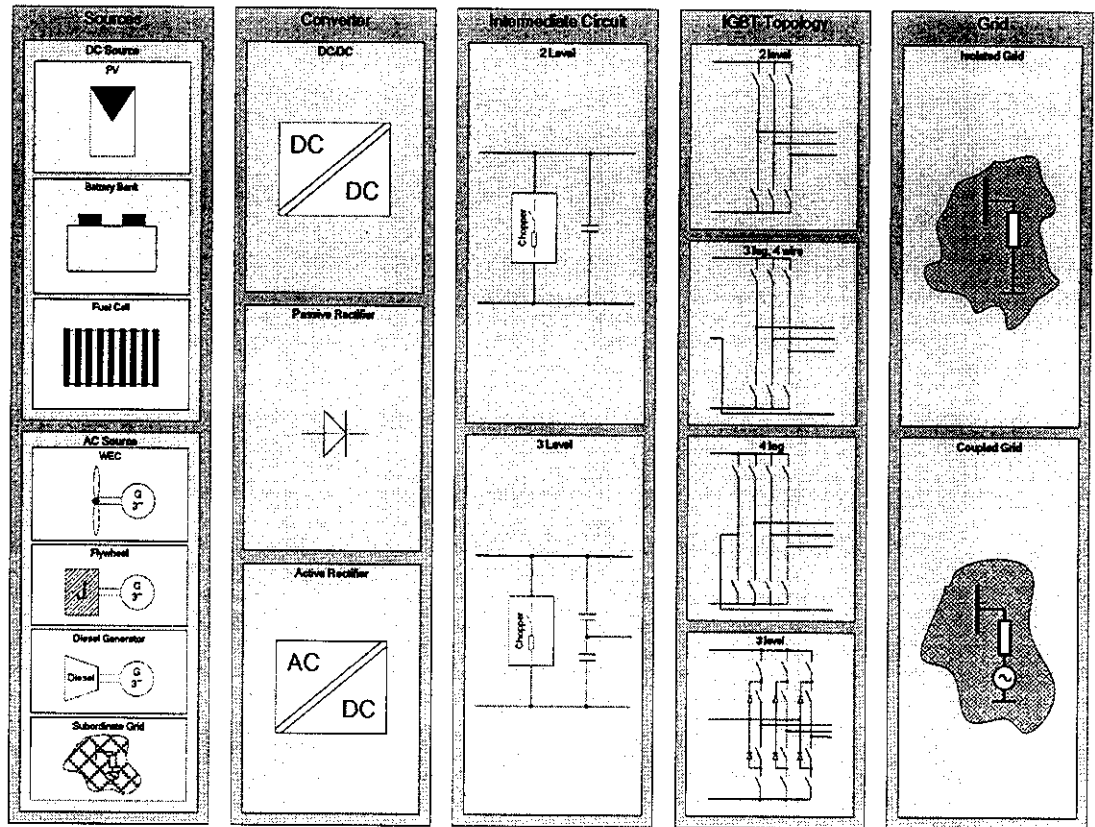 Sources
DC Source
PV
Battery Bank
Fuel Cell
AC Source
WEC
G
3~
Flywheel
J
G
3~
Diesel Generator
Diesel
G
3~
Subordinate Grid
Converter
DC/DC
DC
DC
Passive Rectifier
Active Rectifier
AC
DC
Intermediate Circuit
2 Level
Chopper
3 Level
Chopper
IGBT-Topology
2 level
3 leg, 4 wire
4 leg
3 level
Grid
Isolated Grid
Coupled Grid